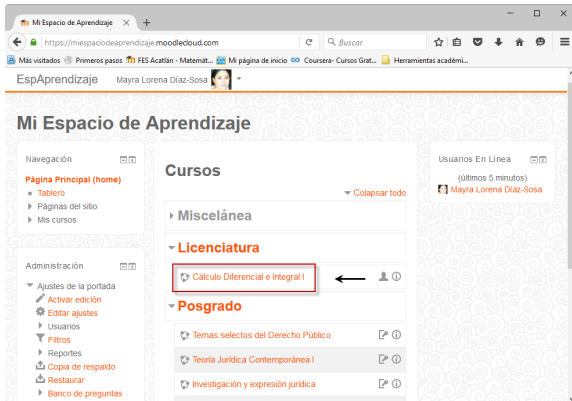 Mi Espacio de Aprendizaje
https://miespaciodeaprendizaje.moodlecloud.com
Buscar
Más visitados Primeros pasos FES Acatlán - Matemát... Mi página de inicio Coursera- Cursos Grat... Herramientas académi...
EspAprendizaje Mayra Lorena Díaz-Sosa
Mi Espacio de Aprendizaje
Navegación
Página Principal (home)
Tablero
Páginas del sitio
Mis cursos
Administración
Ajustes de la portada
Activar edición
Editar ajustes
Usuarios
Filtros
Reportes
Copia de respaldo
Restaurar
Banco de preguntas
Cursos
Colapsar todo
Miscelánea
Licenciatura
Cálculo Diferencial e Integral I
Posgrado
Temas selectos del Derecho Público
Teoría Jurídica Contemporánea I
Investigación y expresión jurídica
Usuarios En Línea
(últimos 5 minutos)
Mayra Lorena Díaz-Sosa